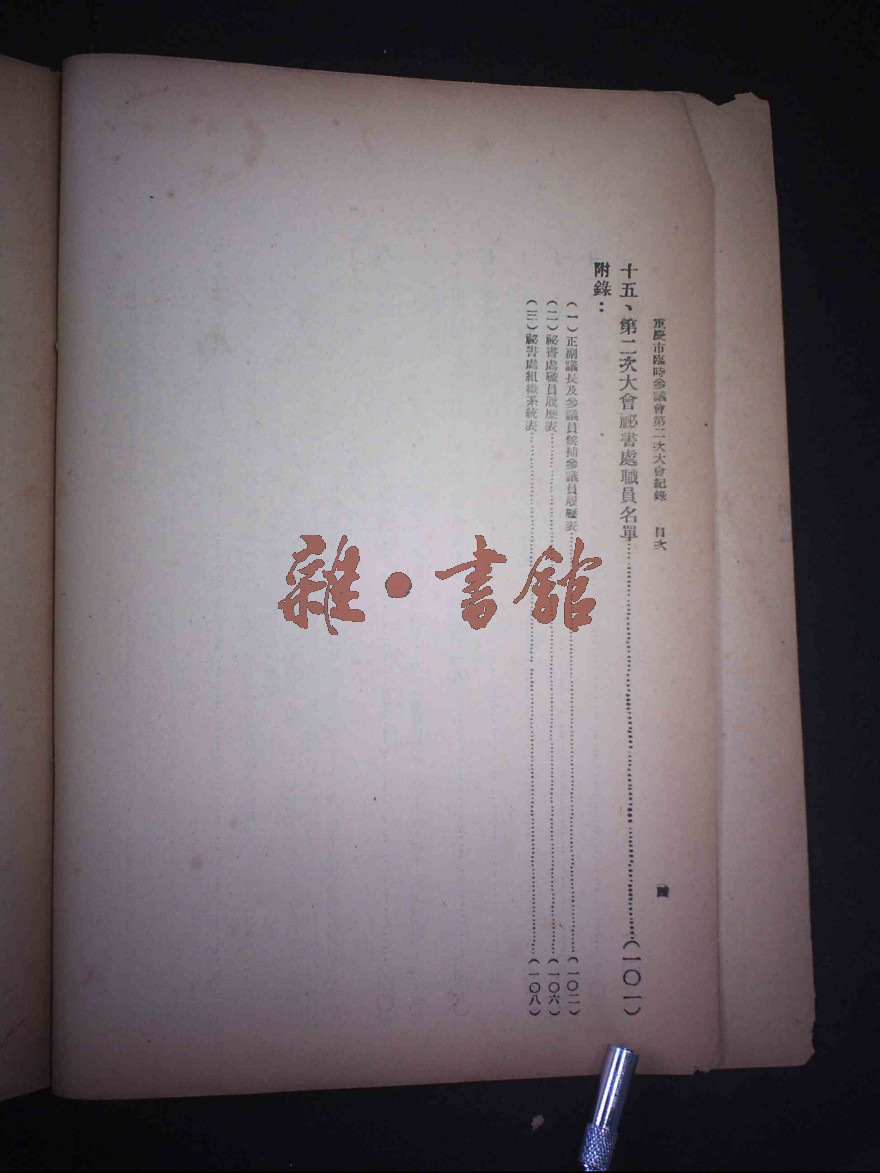 重慶市臨時參議會第二次大會紀錄 目次
四
十五、第二次大會祕書處職員名單……(一〇一)
附錄：
(一)正副議長及參議員候補參議員履歷表……(一〇二)
(二)祕書處職員履歷表……(一〇六)
(三)祕書處組織系統表……(一〇八)
雜·書館